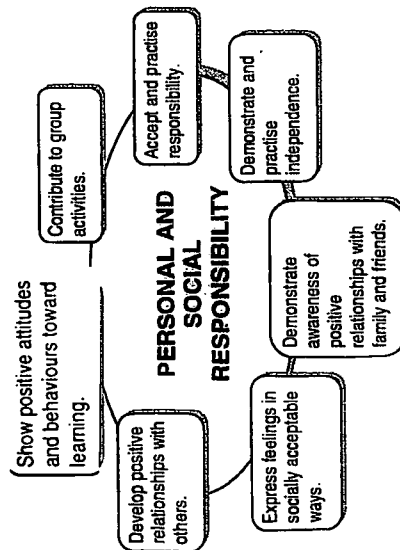 Show positive attitudes
and behaviours toward
learning.
Contribute to group
activities.
Accept and practise
responsibility.
Demonstrate and
practise
independence.
Demonstrate
awareness of
positive
relationships with
family and friends.
Express feelings in
socially acceptable
ways.
Develop positive
relationships with
others.
PERSONAL AND
SOCIAL
RESPONSIBILITY